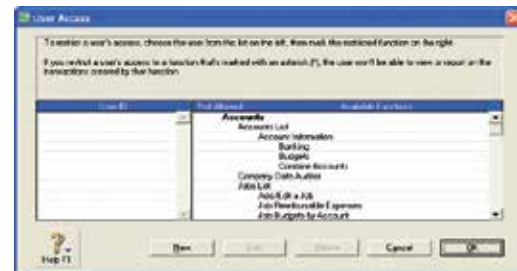 User Access
To restrict a user's access, choose the user from the list on the left, then mark the restricted function on the right.
If you restrict a user's access to a function that's marked with an asterisk (*), the user won't be able to view or report on the
transactions created by that function
User ID Not Allowed Available Functions
Accounts
Accounts List
Account Information
Banking
Budgets
Combine Accounts
Company Data Auditor
Jobs List
Add/Edit a Job
Job Reimbursable Expenses
Job Budgets by Account
Help F1
New
Edit
Delete
Cancel
OK